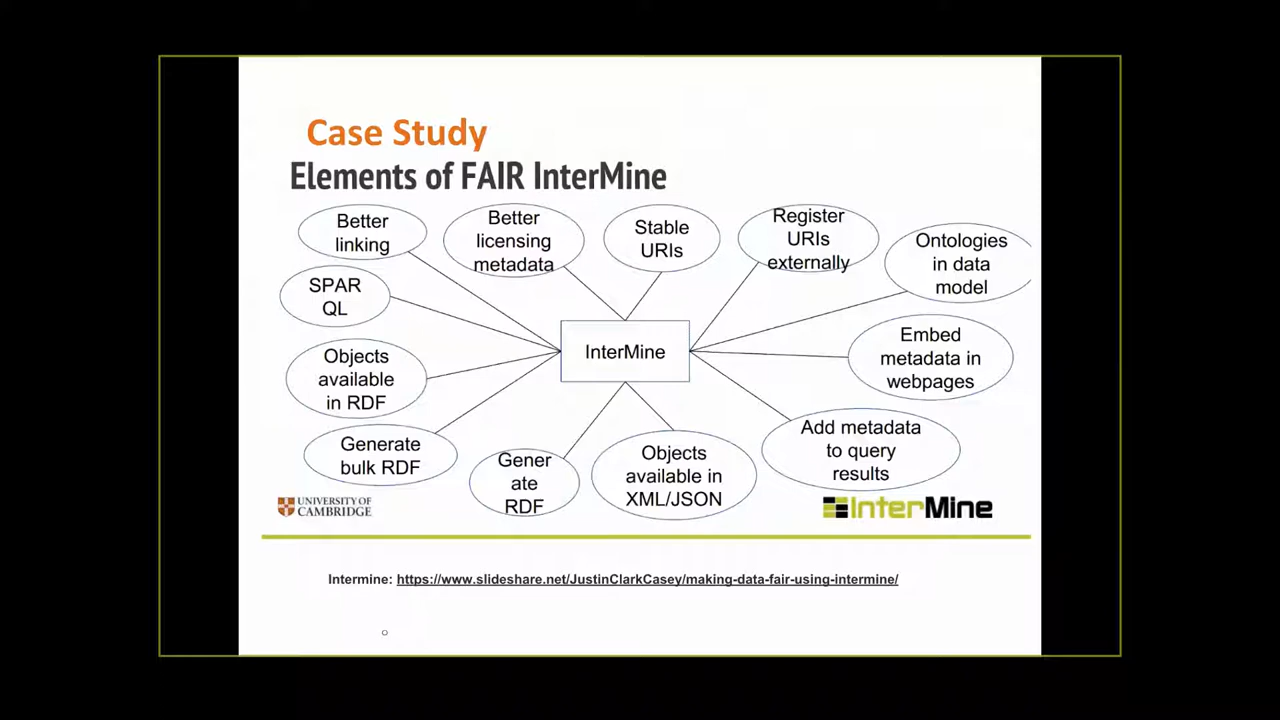 Case Study
Elements of FAIR InterMine
Better
linking
Better
licensing
metadata
Stable
URIs
Register
URIs
externally
Ontologies
in data
model
SPAR
QL
Embed
metadata in
webpages
InterMine
Objects
available
in RDF
Add metadata
to query
results
Generate
bulk RDF
Gener
ate
RDF
Objects
available in
XML/JSON
UNIVERSITY OF
CAMBRIDGE
InterMine
Intermine: https://www.slideshare.net/JustinClarkCasey/making-data-fair-using-intermine/